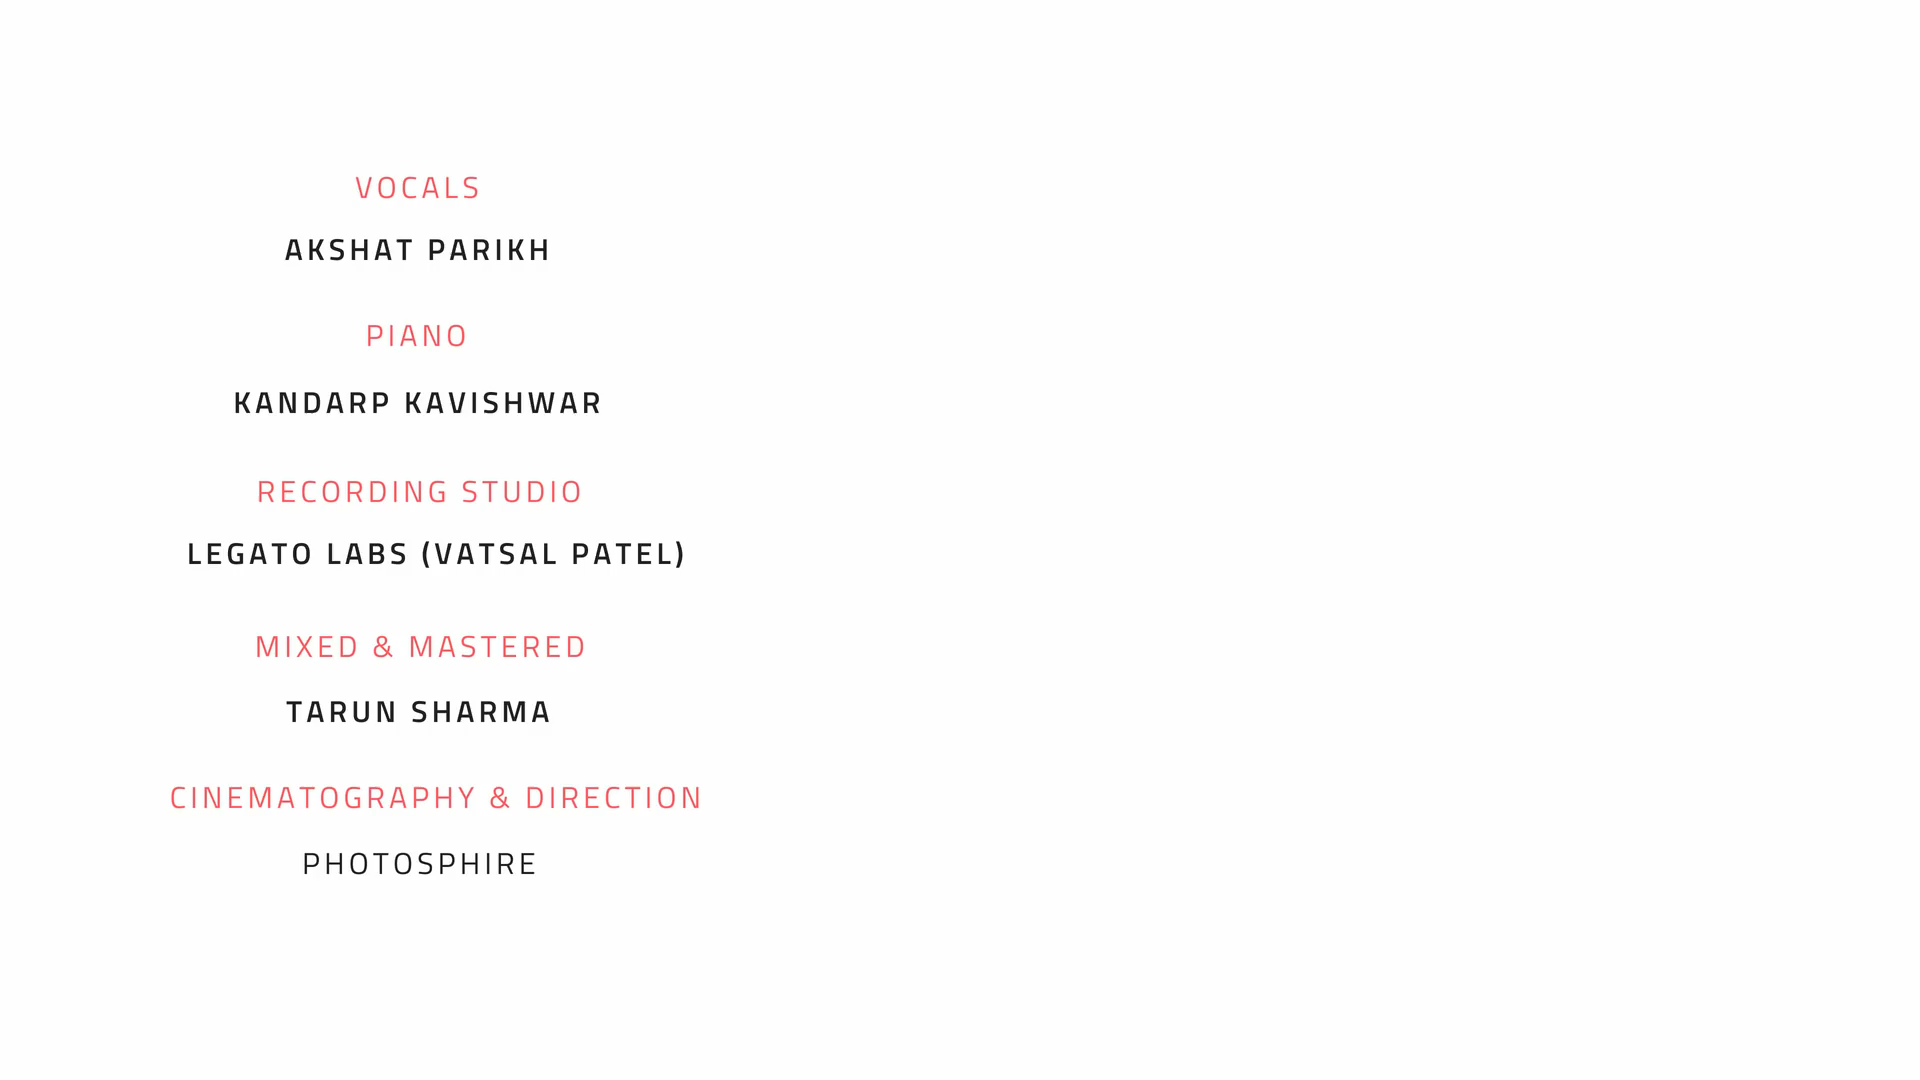 VOCALS
AKSHAT PARIKH
PIANO
KANDARP KAVISHWAR
RECORDING STUDIO
LEGATO LABS (VATSAL PATEL)
MIXED & MASTERED
TARUN SHARMA
CINEMATOGRAPHY & DIRECTION
PHOTOSPHIRE